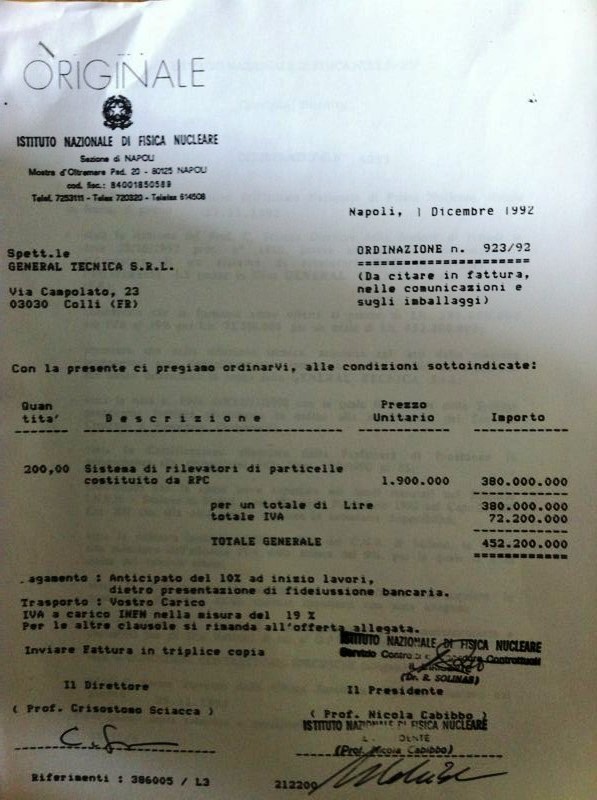 ORIGINALE
ISTITUTO NAZIONALE DI FISICA NUCLEARE
Sezione di NAPOLI
Mostra d'Oltremare Pad. 20 - 80125 NAPOLI
cod. fisc.: 84001850589
Telef. 7253111 - Telex 720320 - Telefax 614508
Napoli, 1 Dicembre 1992
Spett.le
GENERAL TECNICA S.R.L.
Via Campolato, 23
03030 Colli (FR)
ORDINAZIONE n. 923/92
(Da citare in fattura,
nelle comunicazioni e
sugli imballaggi)
Con la presente ci pregiamo ordinarVi, alle condizioni sottoindicate:
Quan Prezzo
tita' D e s c r i z i o n e Unitario Importo
200,00 Sistema di rilevatori di particelle
costituito da RPC 1.900.000 380.000.000
per un totale di Lire 380.000.000
totale IVA 72.200.000
TOTALE GENERALE 452.200.000
agamento : Anticipato del 10% ad inizio lavori,
dietro presentazione di fideiussione bancaria.
Trasporto : Vostro Carico
IVA a carico INFN nella misura del 19 %
Per le altre clausole si rimanda all'offerta allegata.
Inviare Fattura in triplice copia
ISTITUTO NAZIONALE DI FISICA NUCLEARE
Servizio Contrattuali
(Dr. R. SOLINAS)
Il Direttore
Il Presidente
( Prof. Crisostomo Sciacca )
( Prof. Nicola Cabibbo )
ISTITUTO NAZIONALE DI FISICA NUCLEARE
(Prof. Nicola Cabibbo)
Riferimenti : 386005 / L3
212200